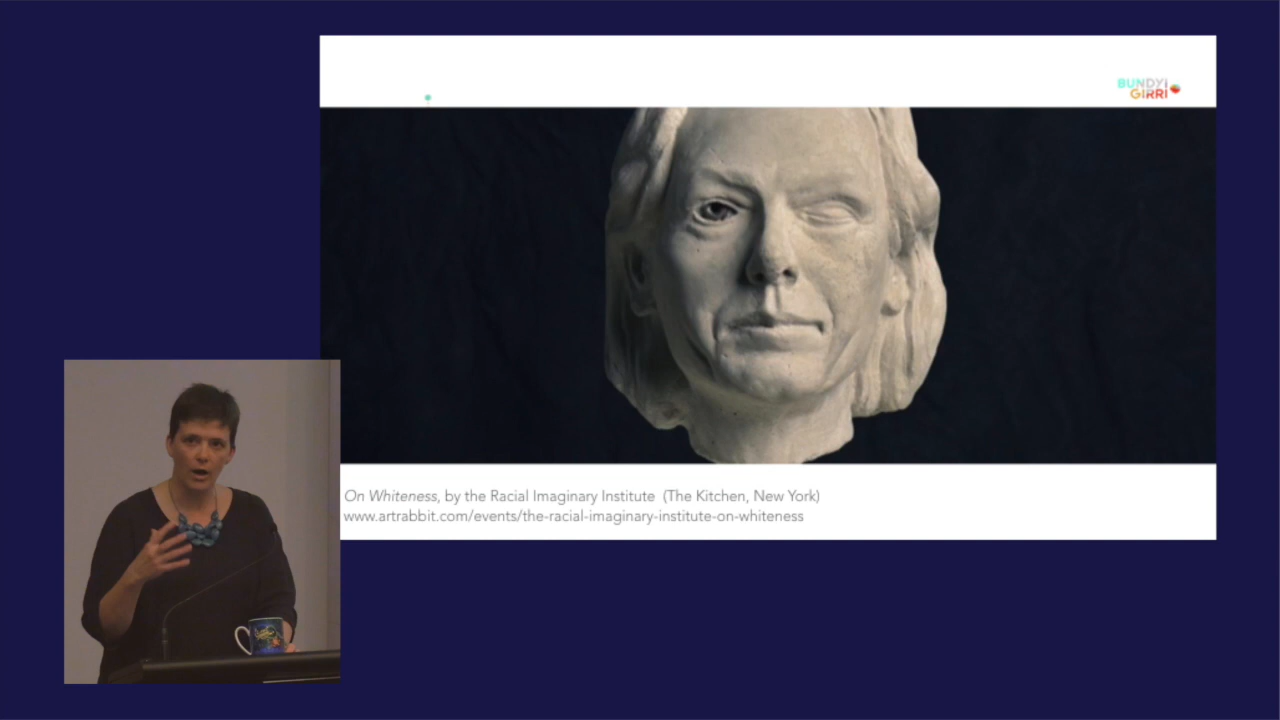 BUNDYI
GIRRI
On Whiteness, by the Racial Imaginary Institute (The Kitchen, New York)
www.artrabbit.com/events/the-racial-imaginary-institute-on-whiteness